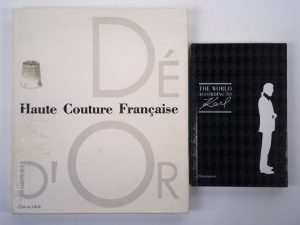 DÉ
Haute Couture Française
D'OR
THE WORLD
ACCORDING TO
Karl
Flammarion